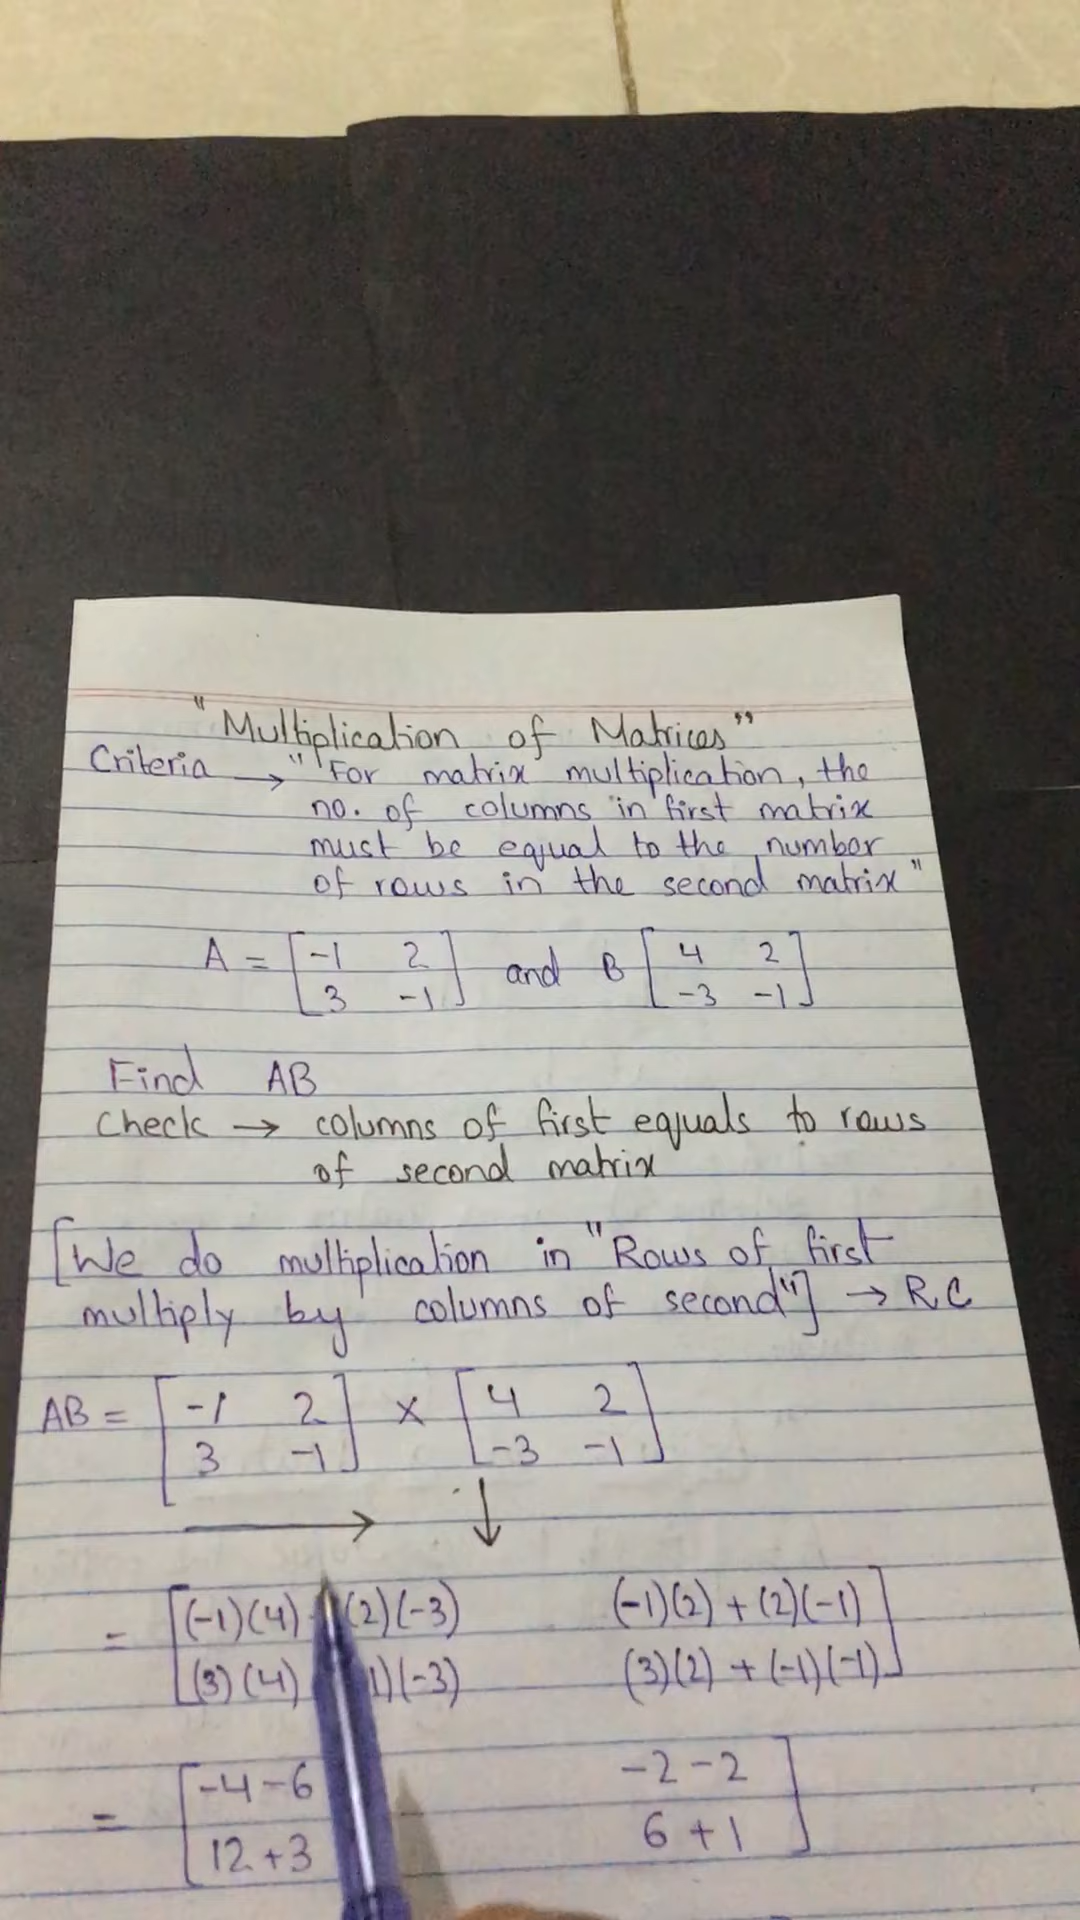 "Multiplication of Matrices"
Criteria → "For matrix multiplication, the
no. of columns in first matrix
must be equal to the number
of rows in the second matrix"
A = [-1 2] and B [4 2]
[3 -1] [-3 -1]
Find AB
Check → columns of first equals to rows
of second matrix
[We do multiplication in "Rows of first
multiply by columns of second"] → RC
AB = [-1 2] × [4 2]
[3 -1] [-3 -1]
→ ↓
= [(-1)(4) (2)(-3) (-1)(2) + (2)(-1)]
[(3)(4) 1)(-3) (3)(2) + (-1)(-1)]
= [-4-6 -2-2]
[12+3 6+1]